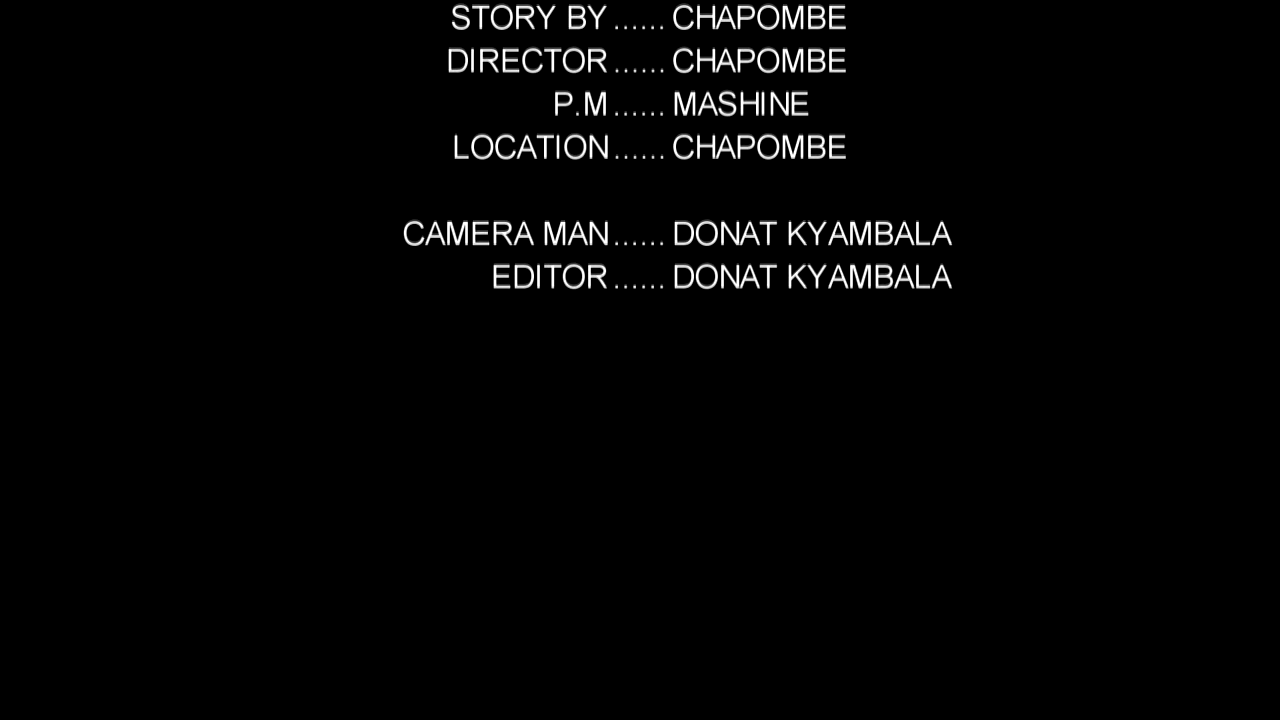 STORY BY ...... CHAPOMBE
DIRECTOR ...... CHAPOMBE
P.M ...... MASHINE
LOCATION ...... CHAPOMBE
CAMERA MAN ...... DONAT KYAMBALA
EDITOR ...... DONAT KYAMBALA